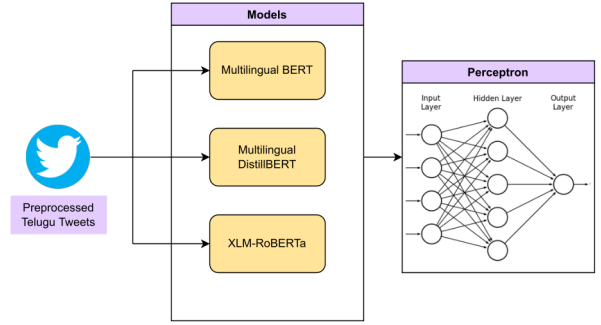 Models
Multilingual BERT
Multilingual
DistillBERT
XLM-RoBERTa
Preprocessed
Telugu Tweets
Perceptron
Input
Layer
Hidden Layer
Output
Layer